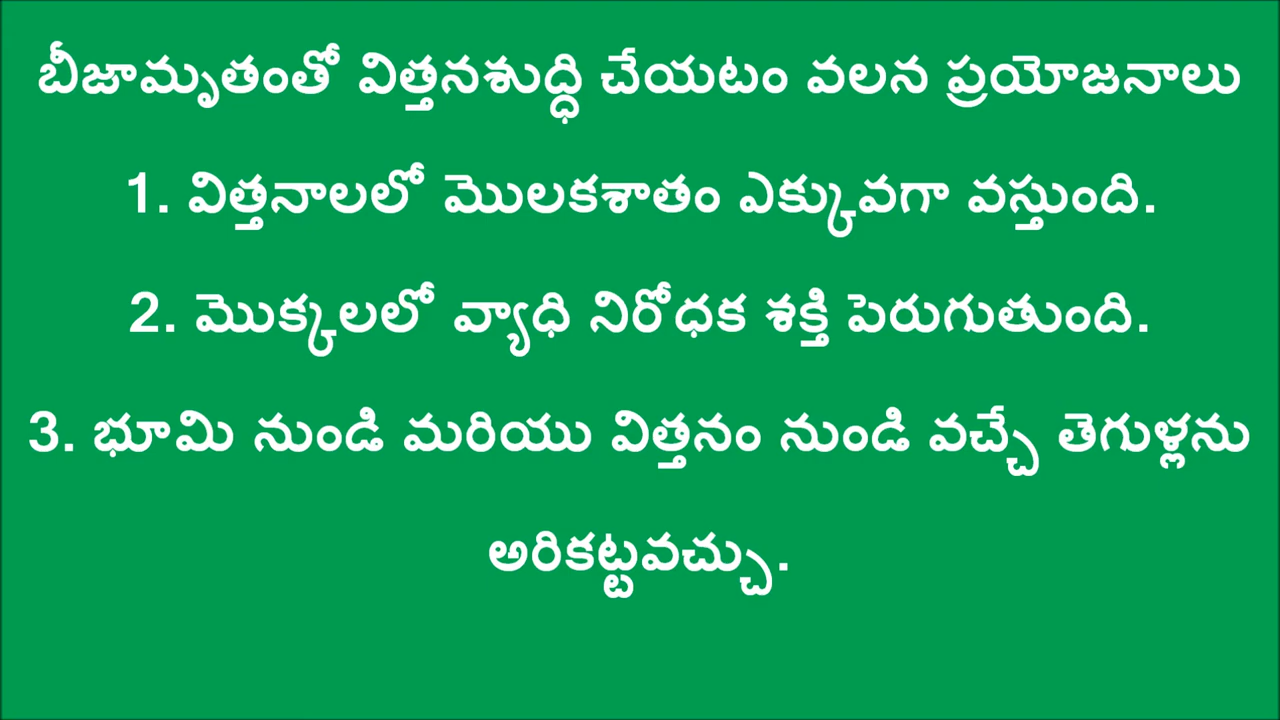 బీజామృతంతో విత్తనశుద్ధి చేయటం వలన ప్రయోజనాలు
1. విత్తనాలలో మొలకశాతం ఎక్కువగా వస్తుంది.
2. మొక్కలలో వ్యాధి నిరోధక శక్తి పెరుగుతుంది.
3. భూమి నుండి మరియు విత్తనం నుండి వచ్చే తెగుళ్లను
అరికట్టవచ్చు.